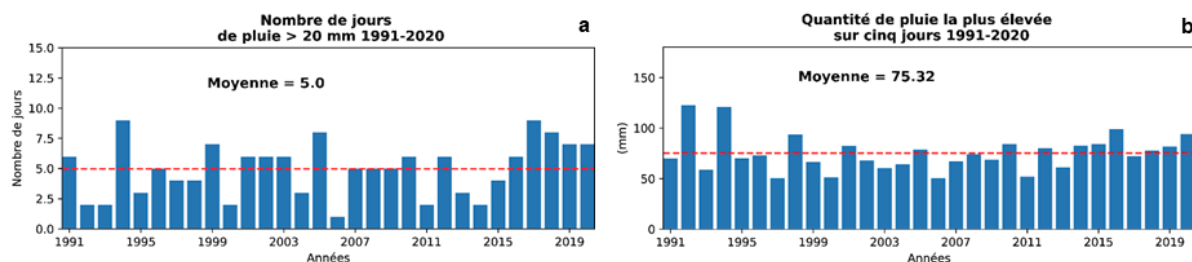 Nombre de jours
de pluie > 20 mm 1991-2020
a
15.0
12.5
10.0
7.5
5.0
2.5
0.0
Nombre de jours
Moyenne = 5.0
1991 1995 1999 2003 2007 2011 2015 2019
Années
Quantité de pluie la plus élevée
sur cinq jours 1991-2020
b
150
100
50
0
(mm)
Moyenne = 75.32
1991 1995 1999 2003 2007 2011 2015 2019
Années